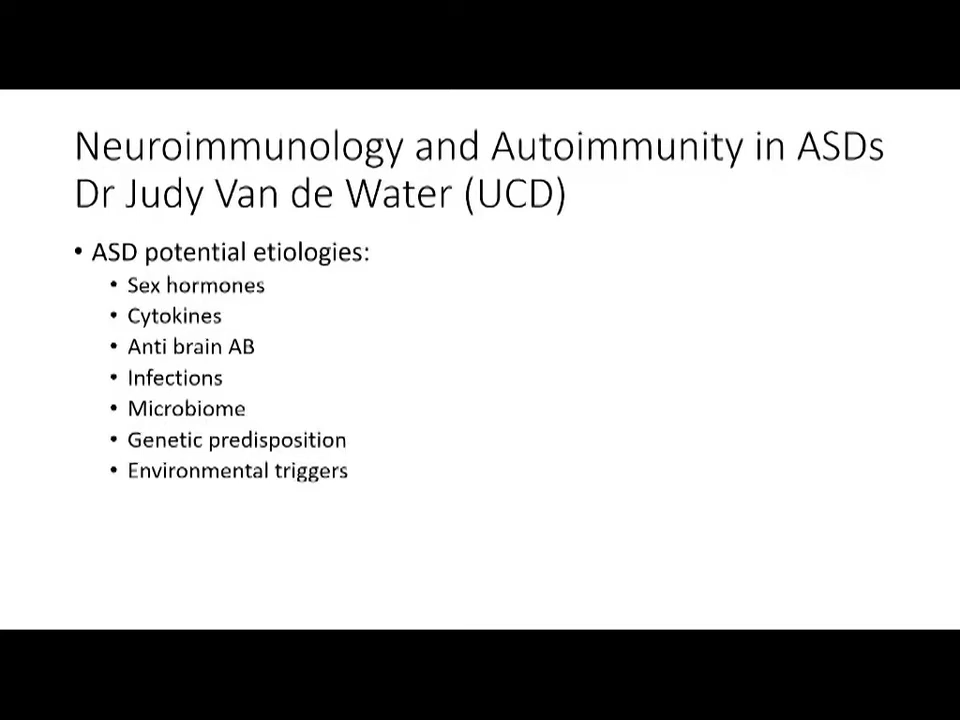 Neuroimmunology and Autoimmunity in ASDs
Dr Judy Van de Water (UCD)
• ASD potential etiologies:
• Sex hormones
• Cytokines
• Anti brain AB
• Infections
• Microbiome
• Genetic predisposition
• Environmental triggers